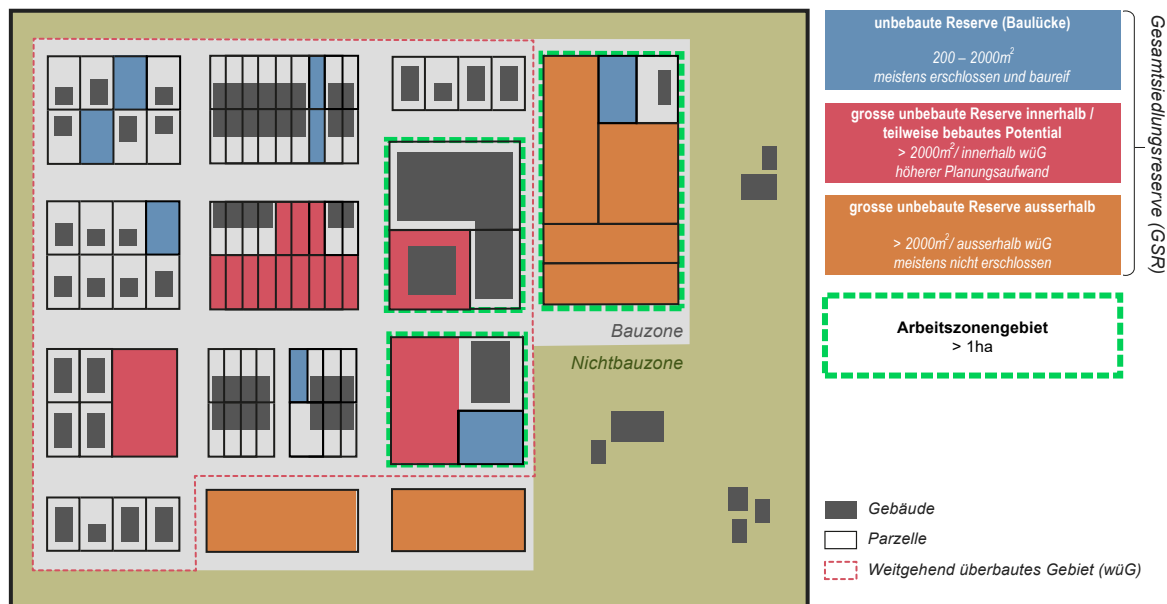 unbebaute Reserve (Baulücke)
200 – 2000m²
meistens erschlossen und baureif
grosse unbebaute Reserve innerhalb /
teilweise bebautes Potential
> 2000m²/ innerhalb wüG
höherer Planungsaufwand
grosse unbebaute Reserve ausserhalb
> 2000m²/ ausserhalb wüG
meistens nicht erschlossen
Gesamtsiedlungsreserve (GSR)
Arbeitszonengebiet
> 1ha
Bauzone
Nichtbauzone
Gebäude
Parzelle
Weitgehend überbautes Gebiet (wüG)